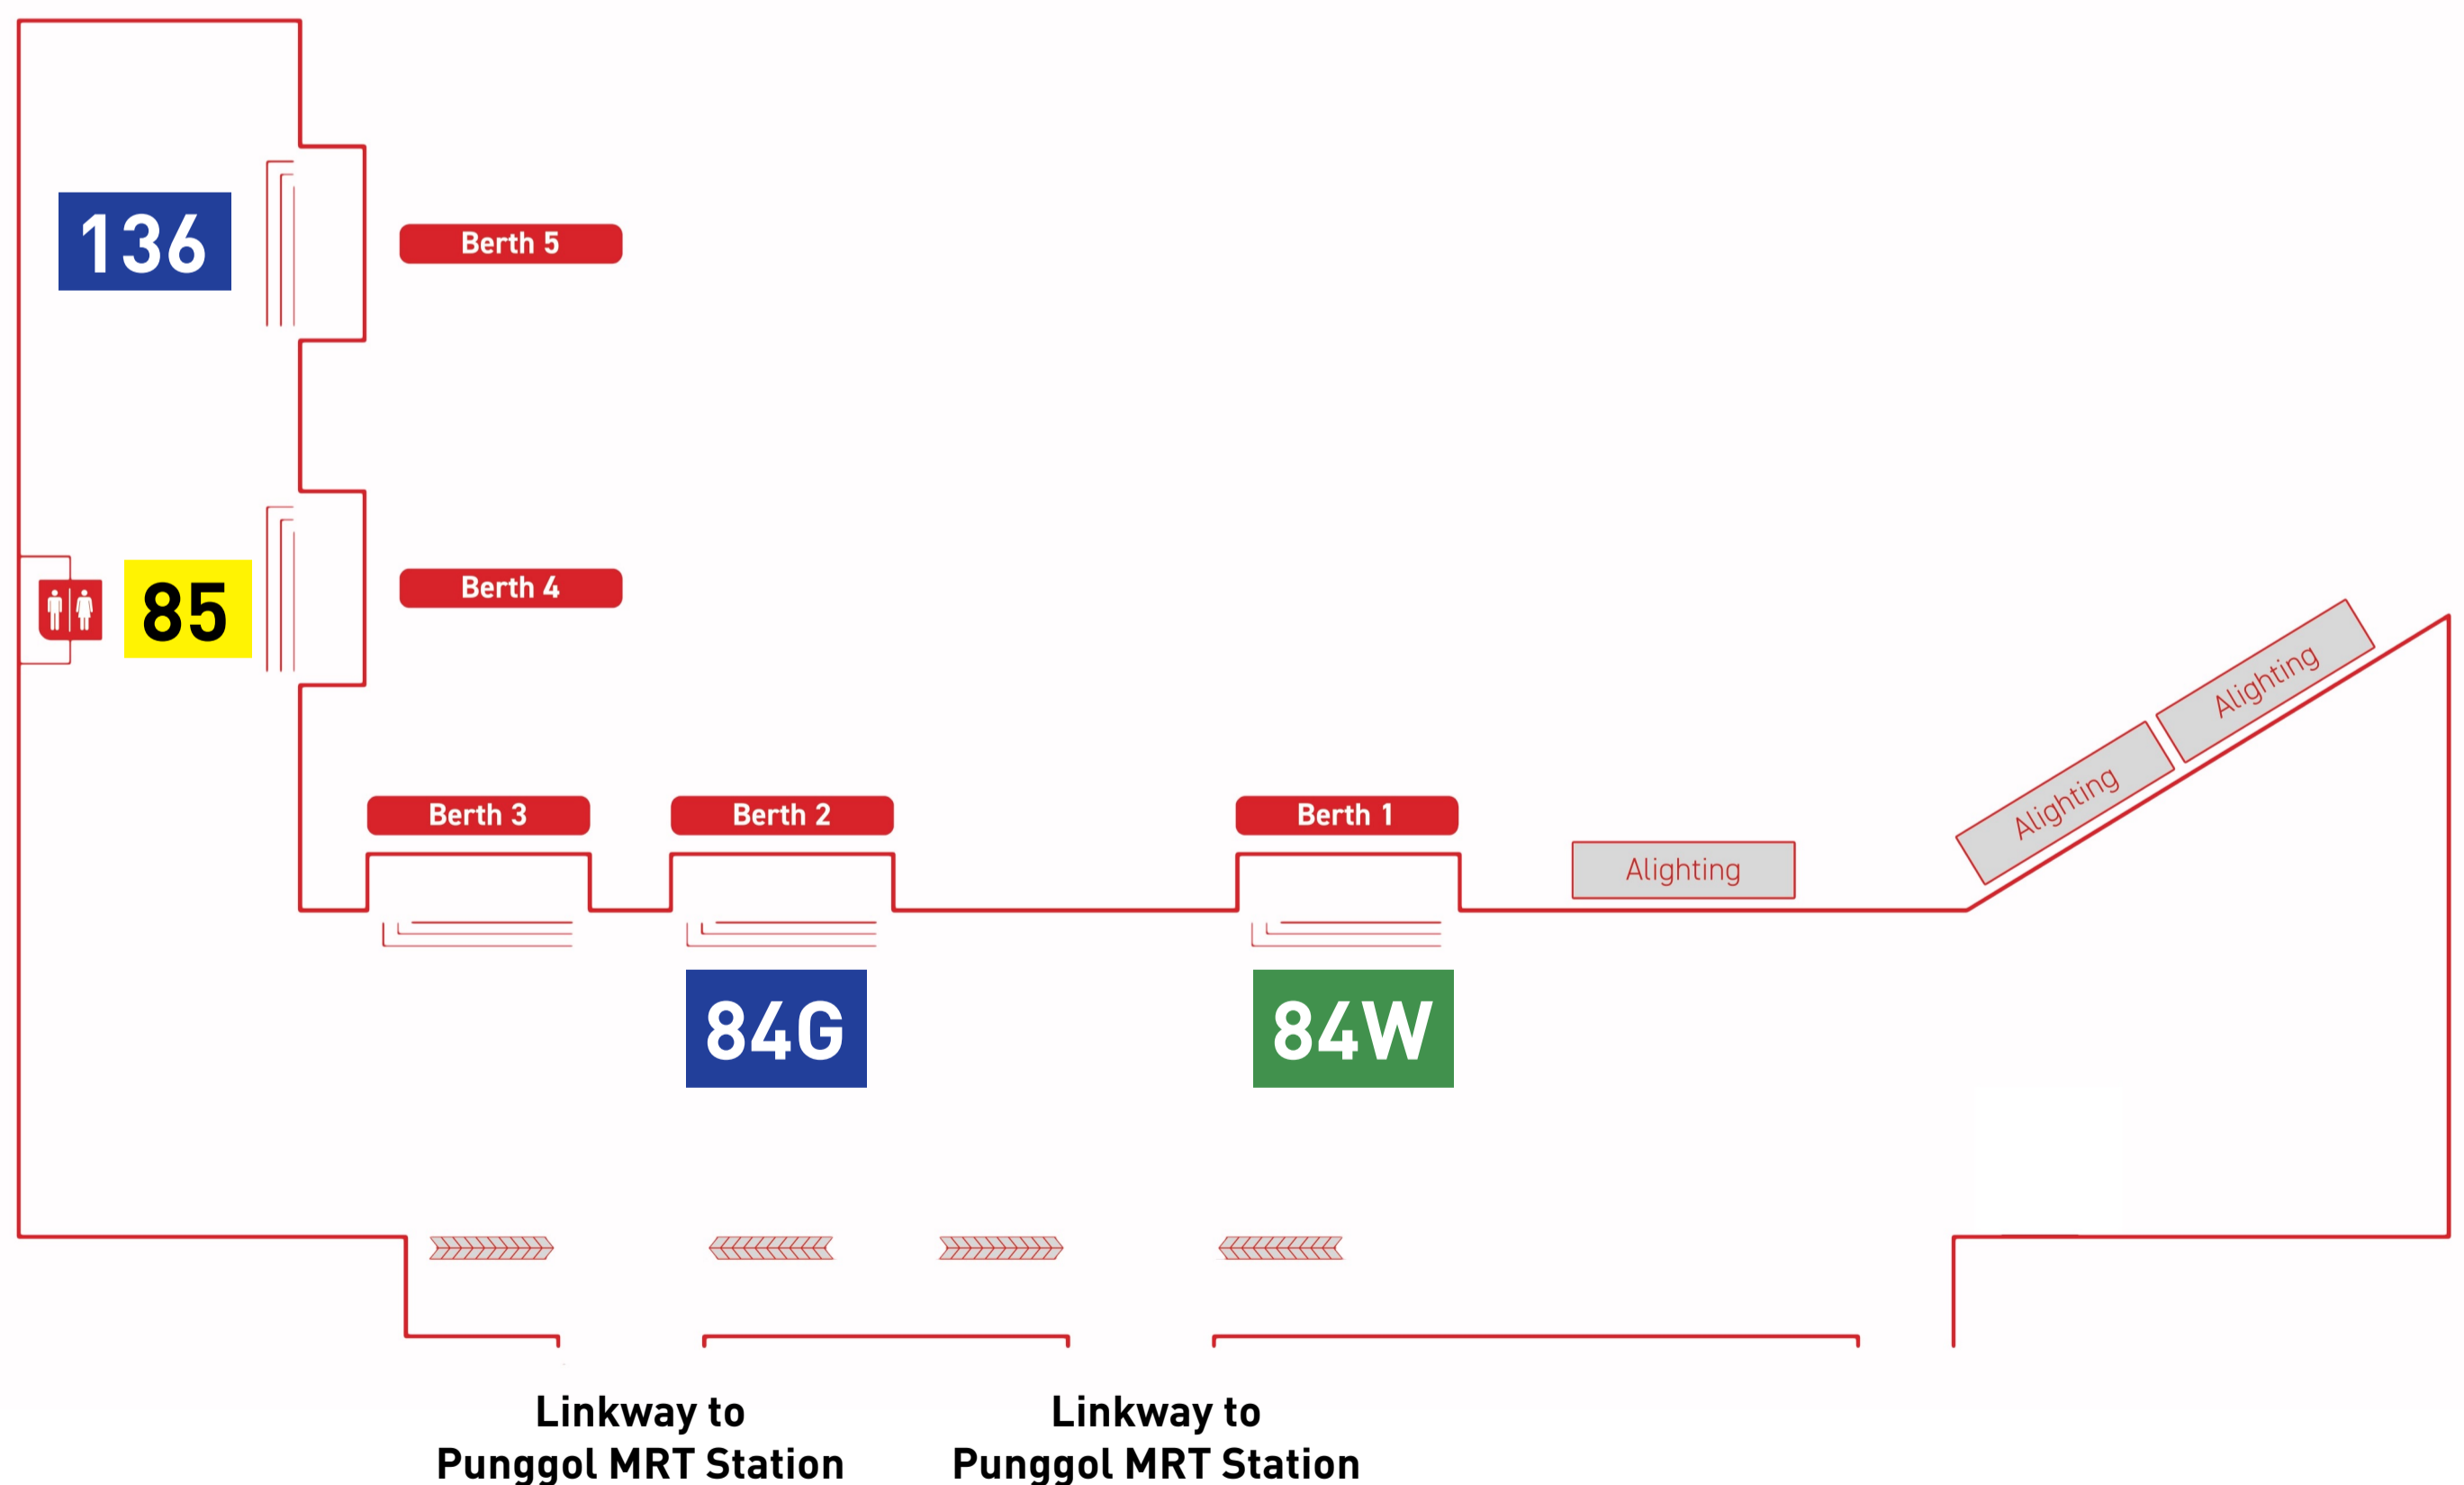 136
Berth 5
85
Berth 4
Berth 3
Berth 2
Berth 1
Alighting
Alighting
Alighting
84G
84W
Linkway to
Punggol MRT Station
Linkway to
Punggol MRT Station